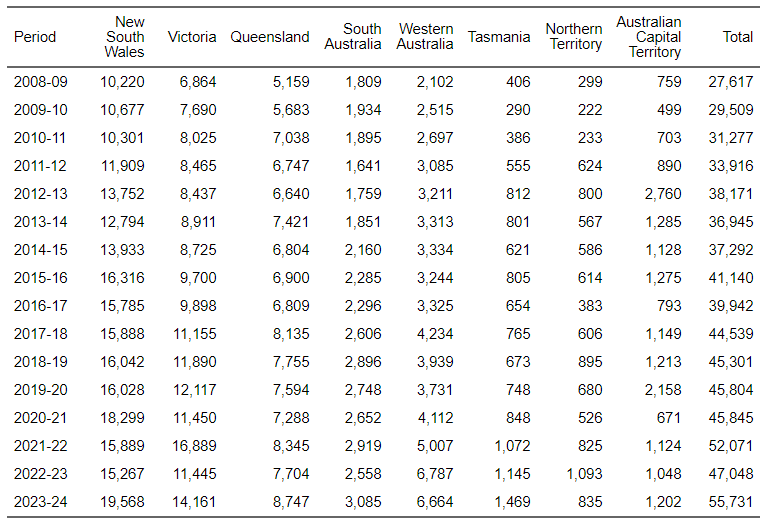 Period New South Wales Victoria Queensland South Australia Western Australia Tasmania Northern Territory Australian Capital Territory Total
2008-09 10,220 6,864 5,159 1,809 2,102 406 299 759 27,617
2009-10 10,677 7,690 5,683 1,934 2,515 290 222 499 29,509
2010-11 10,301 8,025 7,038 1,895 2,697 386 233 703 31,277
2011-12 11,909 8,465 6,747 1,641 3,085 555 624 890 33,916
2012-13 13,752 8,437 6,640 1,759 3,211 812 800 2,760 38,171
2013-14 12,794 8,911 7,421 1,851 3,313 801 567 1,285 36,945
2014-15 13,933 8,725 6,804 2,160 3,334 621 586 1,128 37,292
2015-16 16,316 9,700 6,900 2,285 3,244 805 614 1,275 41,140
2016-17 15,785 9,898 6,809 2,296 3,325 654 383 793 39,942
2017-18 15,888 11,155 8,135 2,606 4,234 765 606 1,149 44,539
2018-19 16,042 11,890 7,755 2,896 3,939 673 895 1,213 45,301
2019-20 16,028 12,117 7,594 2,748 3,731 748 680 2,158 45,804
2020-21 18,299 11,450 7,288 2,652 4,112 848 526 671 45,845
2021-22 15,889 16,889 8,345 2,919 5,007 1,072 825 1,124 52,071
2022-23 15,267 11,445 7,704 2,558 6,787 1,145 1,093 1,048 47,048
2023-24 19,568 14,161 8,747 3,085 6,664 1,469 835 1,202 55,731